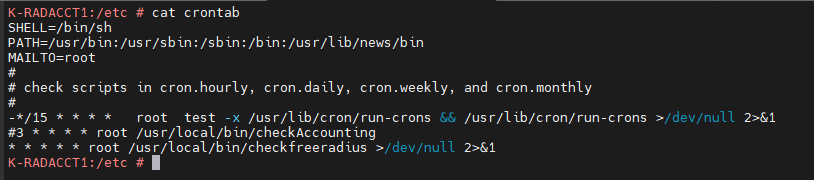 K-RADACCT1:/etc # cat crontab
SHELL=/bin/sh
PATH=/usr/bin:/usr/sbin:/sbin:/bin:/usr/lib/news/bin
MAILTO=root
#
# check scripts in cron.hourly, cron.daily, cron.weekly, and cron.monthly
#
-*/15 * * * *   root  test -x /usr/lib/cron/run-crons && /usr/lib/cron/run-crons >/dev/null 2>&1
#3 * * * * root /usr/local/bin/checkAccounting
* * * * * root /usr/local/bin/checkfreeradius >/dev/null 2>&1
K-RADACCT1:/etc #